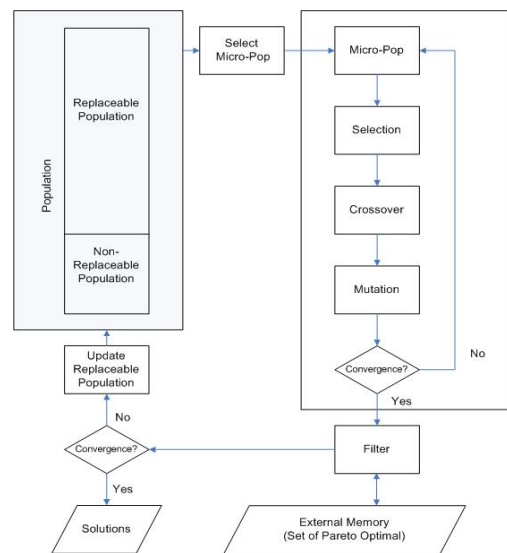 Population
Replaceable
Population
Non-
Replaceable
Population
Select
Micro-Pop
Micro-Pop
Selection
Crossover
Mutation
Convergence?
No
Yes
Filter
External Memory
(Set of Pareto Optimal)
Update
Replaceable
Population
No
Convergence?
Yes
Solutions